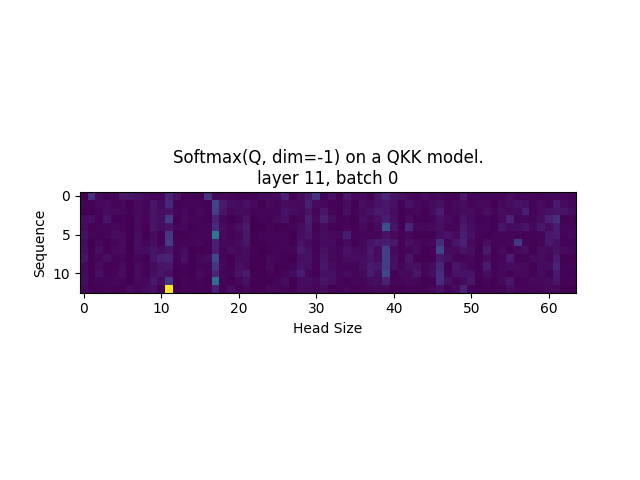 Softmax(Q, dim=-1) on a QKK model.
layer 11, batch 0
0
5
10
Sequence
0 10 20 30 40 50 60
Head Size